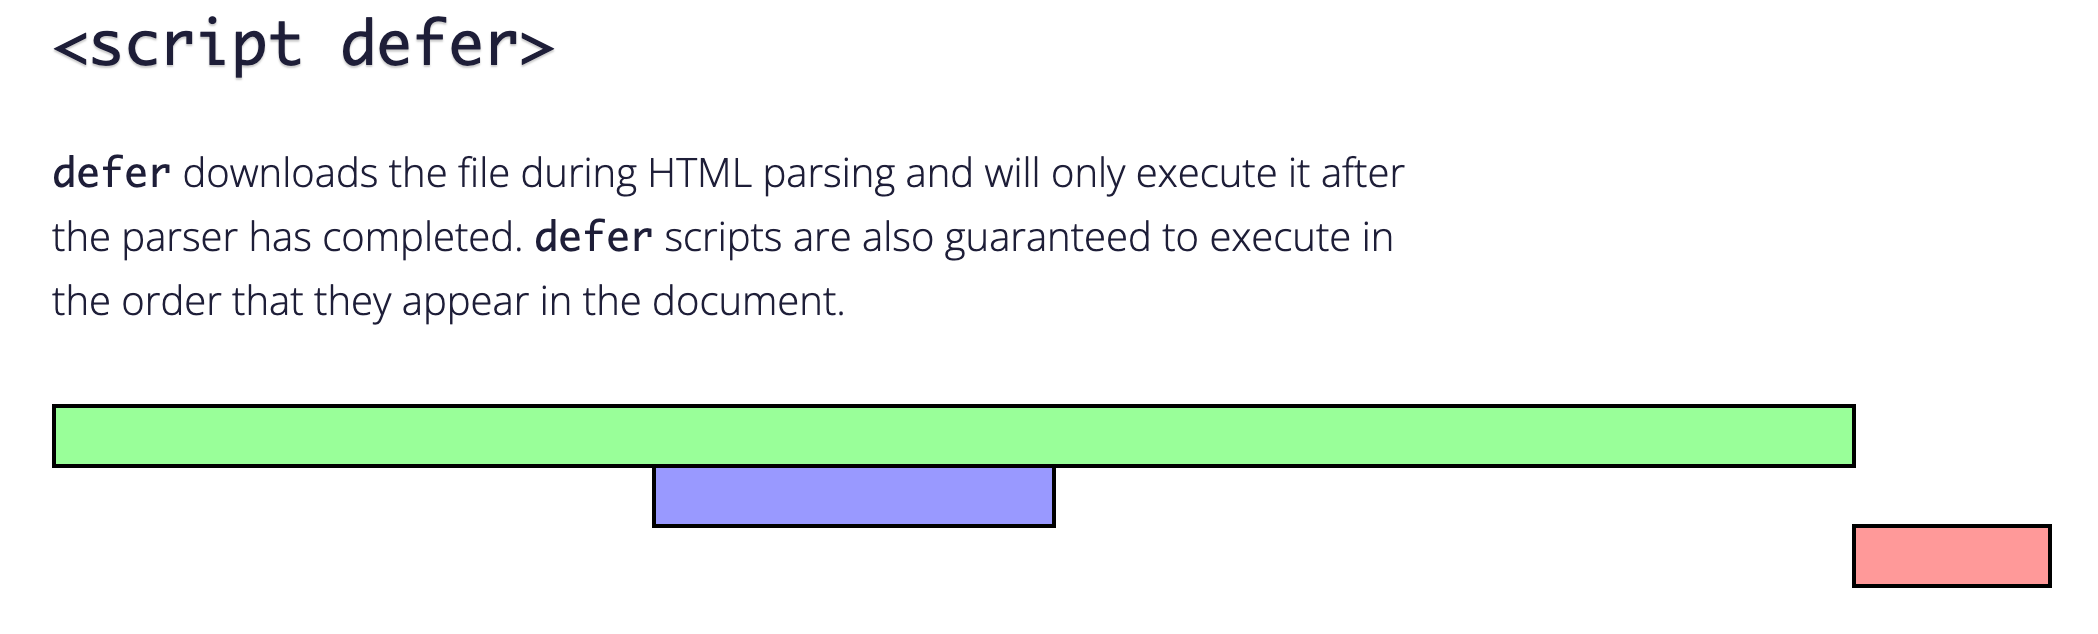 <script defer>
defer downloads the file during HTML parsing and will only execute it after
the parser has completed. defer scripts are also guaranteed to execute in
the order that they appear in the document.